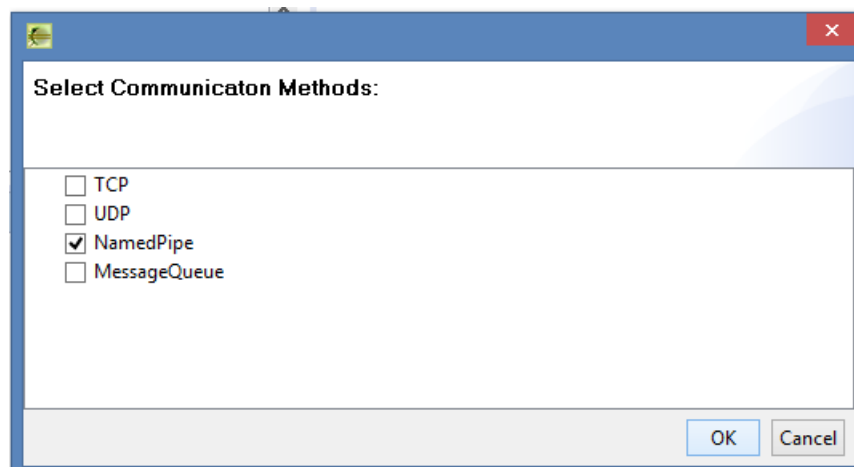 Select Communicaton Methods:
TCP
UDP
NamedPipe
MessageQueue
OK Cancel